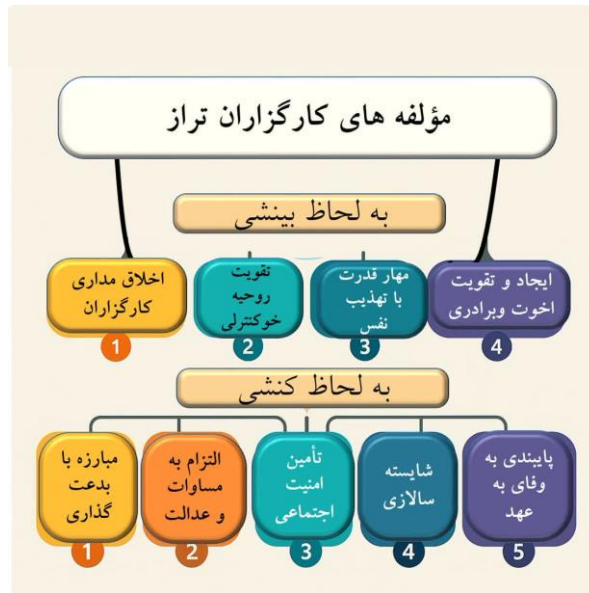 مؤلفه های کارگزاران تراز
به لحاظ بینشی
اخلاق مداری
کارگزاران
1
تقویت
روحیه
خوکنترلی
2
مهار قدرت
با تهذیب
نفس
3
ایجاد و تقویت
اخوت وبرادری
4
به لحاظ کنشی
مبارزه با
بدعت
گذاری
1
التزام به
مساوات
و عدالت
2
تأمین
امنیت
اجتماعی
3
شایسته
سالازی
4
پایبندی به
وفای به
عهد
5